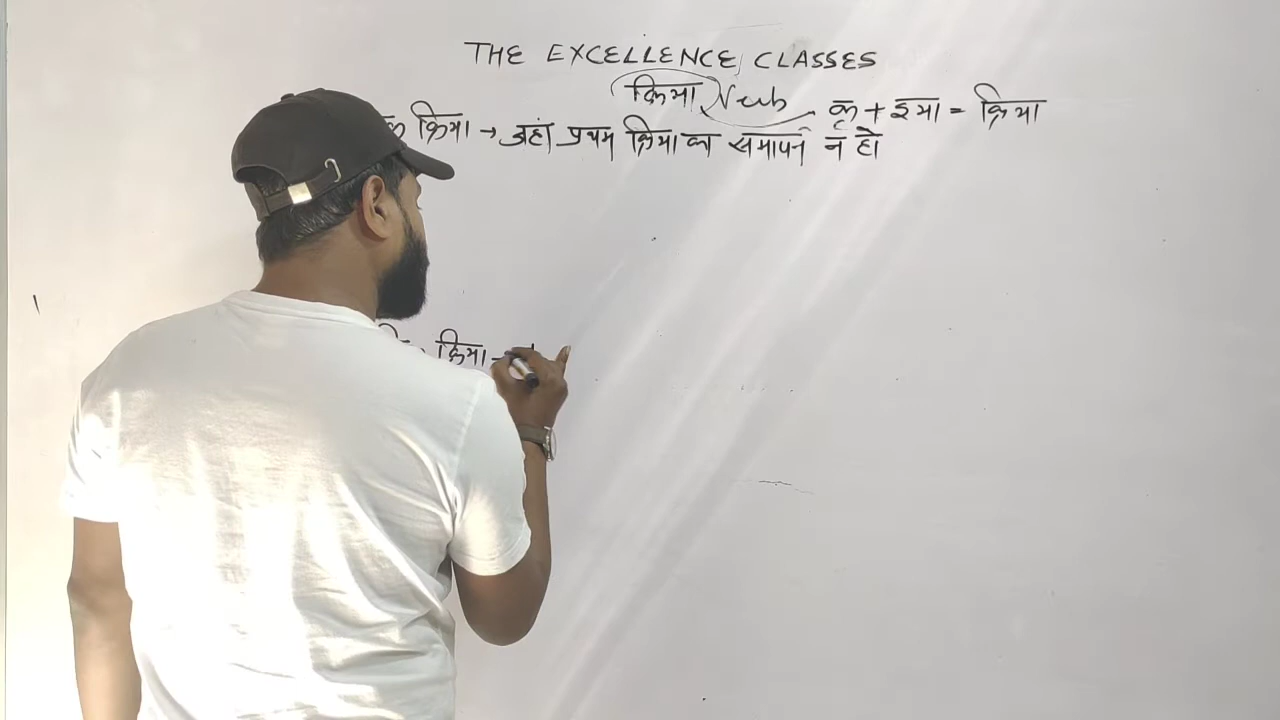 THE EXCELLENCE CLASSES
क्रिया Verb कृ + इया = क्रिया
क क्रिया → जहां प्रथम क्रिया का समापन न हो
क्रिया →